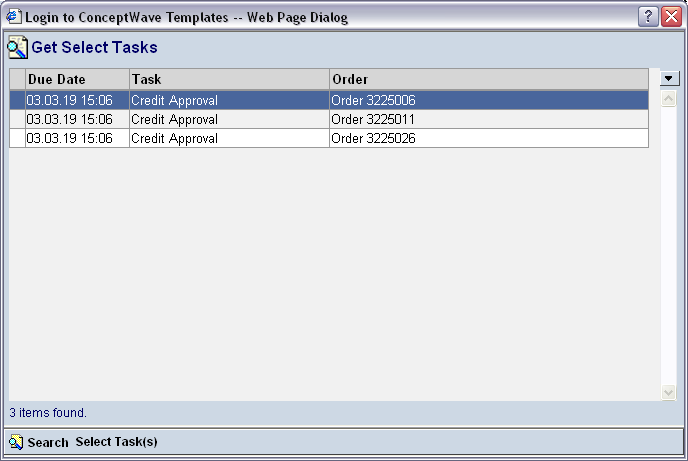 Login to ConceptWave Templates -- Web Page Dialog
Get Select Tasks
Due Date Task Order
03.03.19 15:06 Credit Approval Order 3225006
03.03.19 15:06 Credit Approval Order 3225011
03.03.19 15:06 Credit Approval Order 3225026
3 items found.
Search Select Task(s)